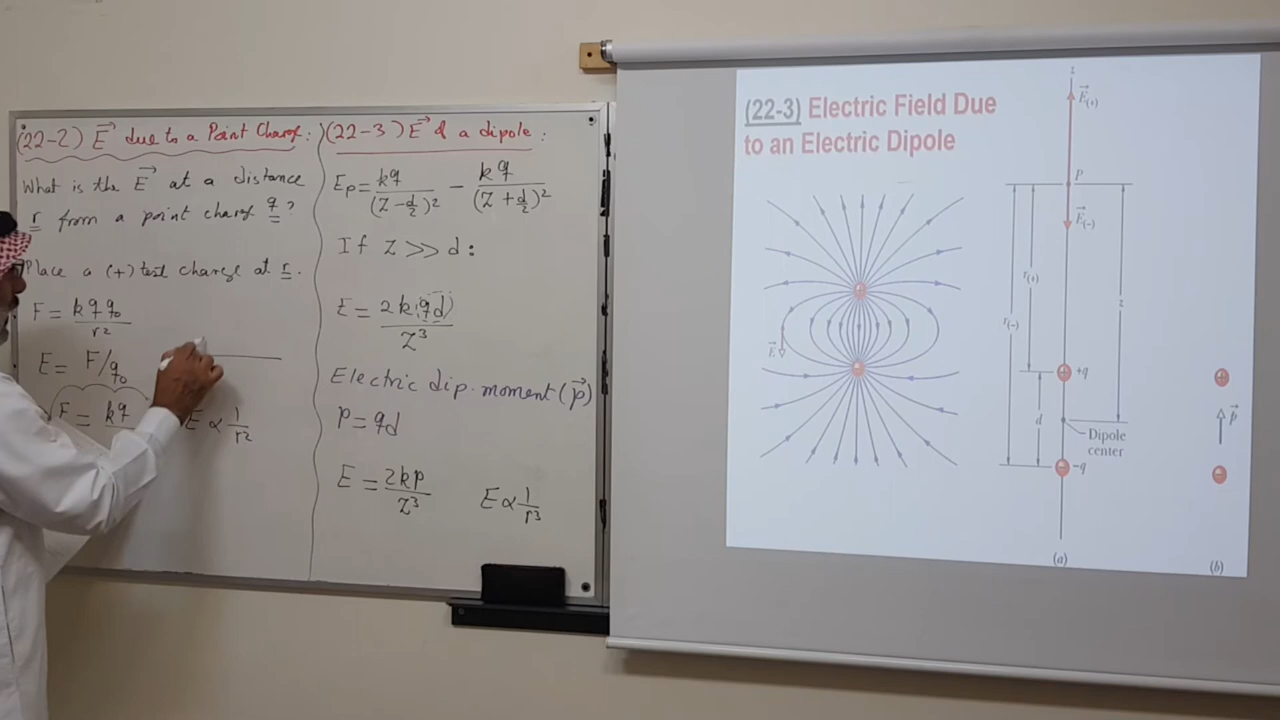 (22-2) E→ due to a Point Charge:
What is the E→ at a distance
r from a point charge q?
Place a (+) test charge at r.
F = kqq₀/r²
E = F/q₀
= kq
E ∝ 1/r²
(22-3) E→ & a dipole:
Eₚ = kq/(Z-d/2)² - kq/(Z+d/2)²
If Z >> d:
E = 2k(qd)/Z³
Electric dip. moment (p→)
P = qd
E = 2kp/Z³
E ∝ 1/r³
(22-3) Electric Field Due
to an Electric Dipole
z
E→(+)
P
E→(-)
r(+)
z
r(-)
E→
+q
d
Dipole
center
-q
p→
(a)
(b)